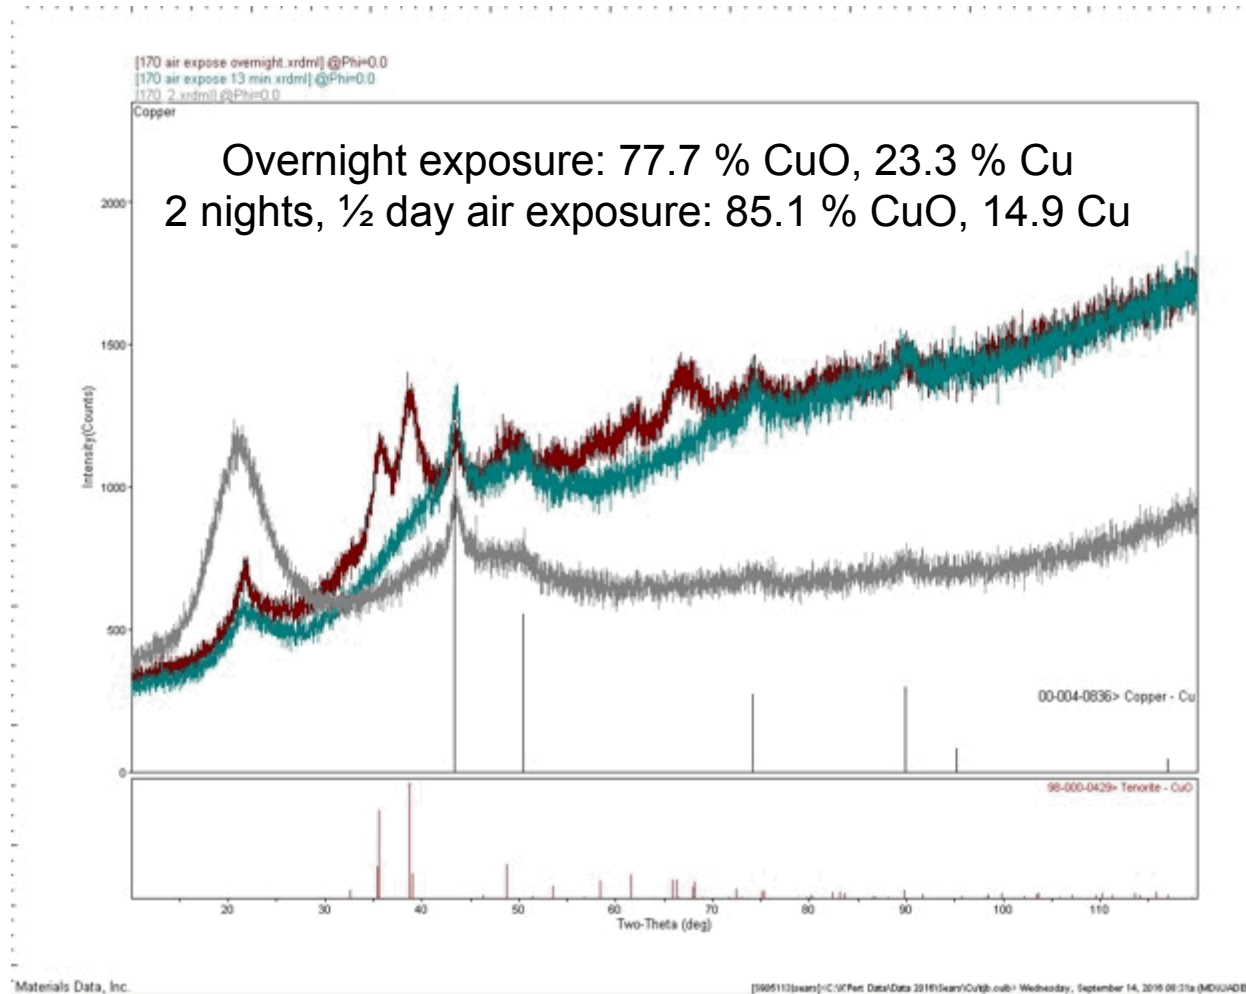 [170 air expose overnight.xrdml] @Phi=0.0
[170 air expose 13 min.xrdml] @Phi=0.0
[170_2.xrdml] @Phi=0.0
Copper
Overnight exposure: 77.7 % CuO, 23.3 % Cu
2 nights, ½ day air exposure: 85.1 % CuO, 14.9 Cu
2000
1500
1000
500
0
Intensity(Counts)
00-004-0836> Copper - Cu
98-000-0429> Tenorite - CuO
20 30 40 50 60 70 80 90 100 110
Two-Theta (deg)
Materials Data, Inc.
Wednesday, September 14, 2016